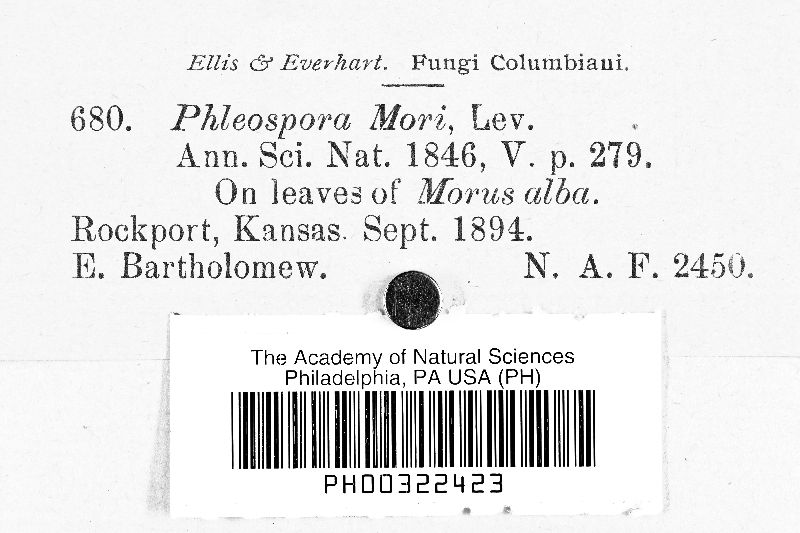 Ellis & Everhart. Fungi Columbiani.
680. Phleospora Mori, Lev.
Ann. Sci. Nat. 1846, V. p. 279.
On leaves of Morus alba.
Rockport, Kansas. Sept. 1894.
E. Bartholomew. N. A. F. 2450.
The Academy of Natural Sciences
Philadelphia, PA USA (PH)
PH00322423